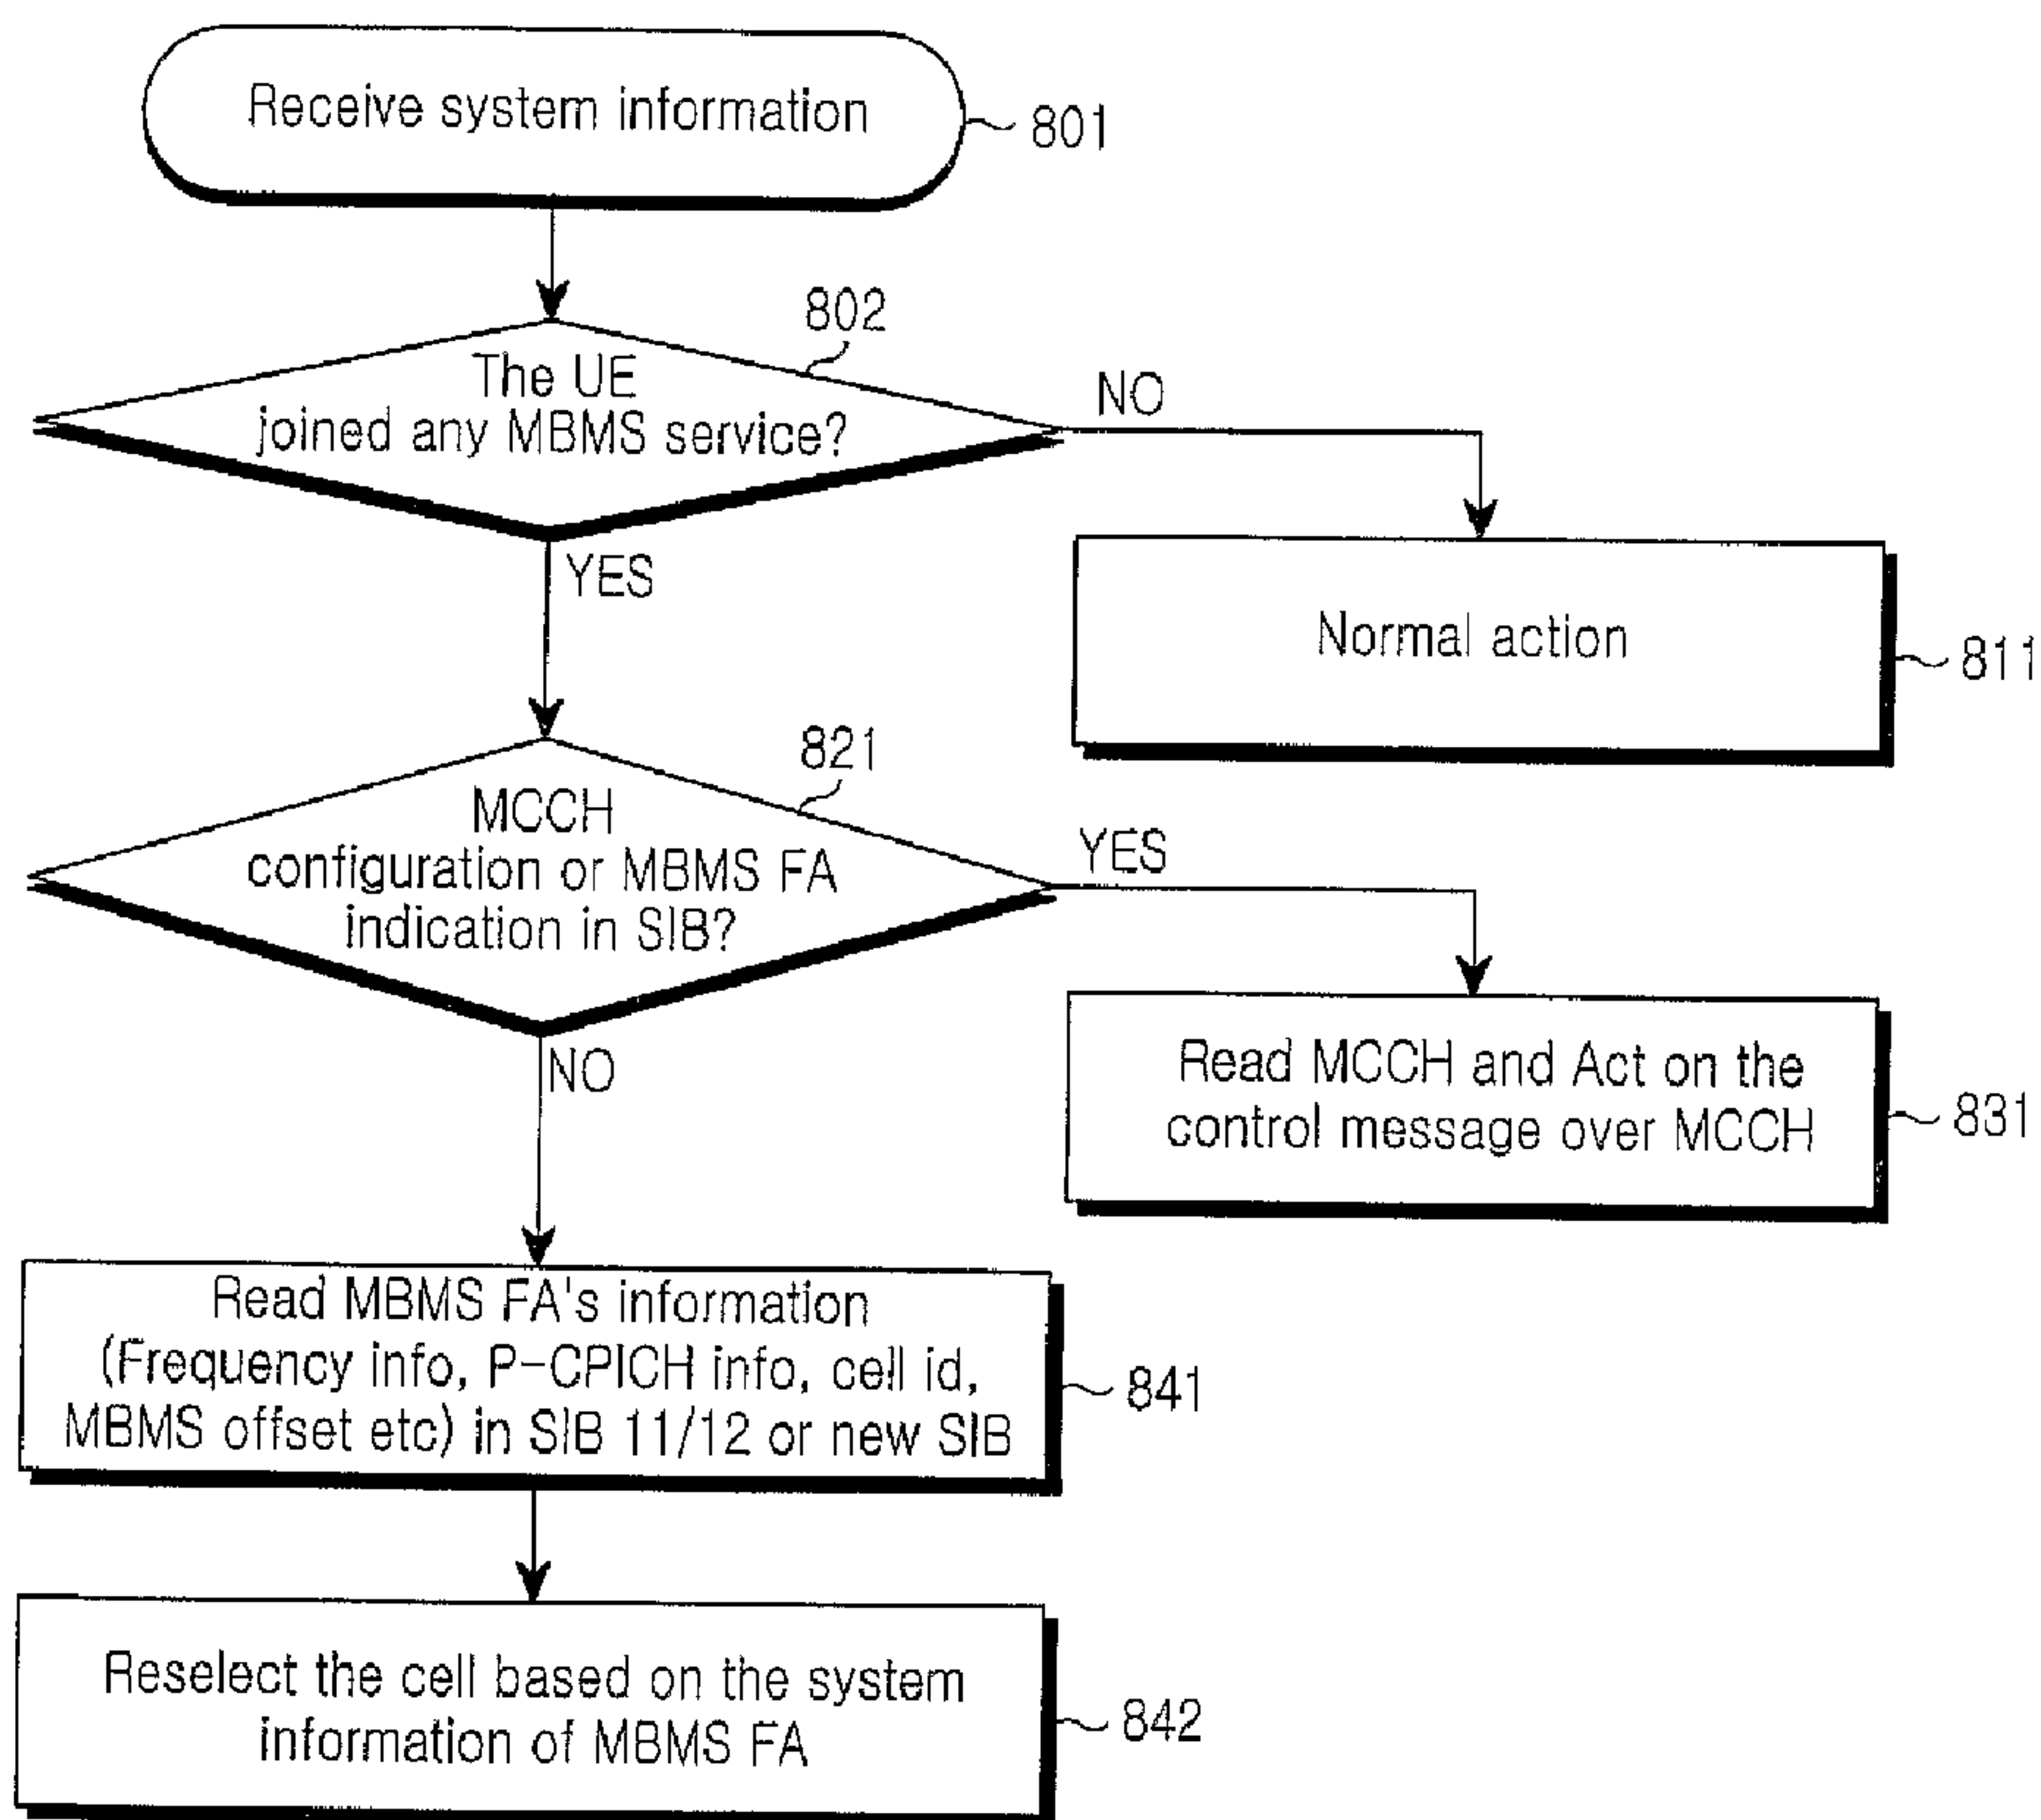 Receive system information
801
802
The UE
joined any MBMS service?
NO
YES
Normal action
811
821
MCCH
configuration or MBMS FA
indication in SIB?
YES
NO
Read MCCH and Act on the
control message over MCCH
831
Read MBMS FA's information
(Frequency info, P-CPICH info, cell id,
MBMS offset etc) in SIB 11/12 or new SIB
841
Reselect the cell based on the system
information of MBMS FA
842